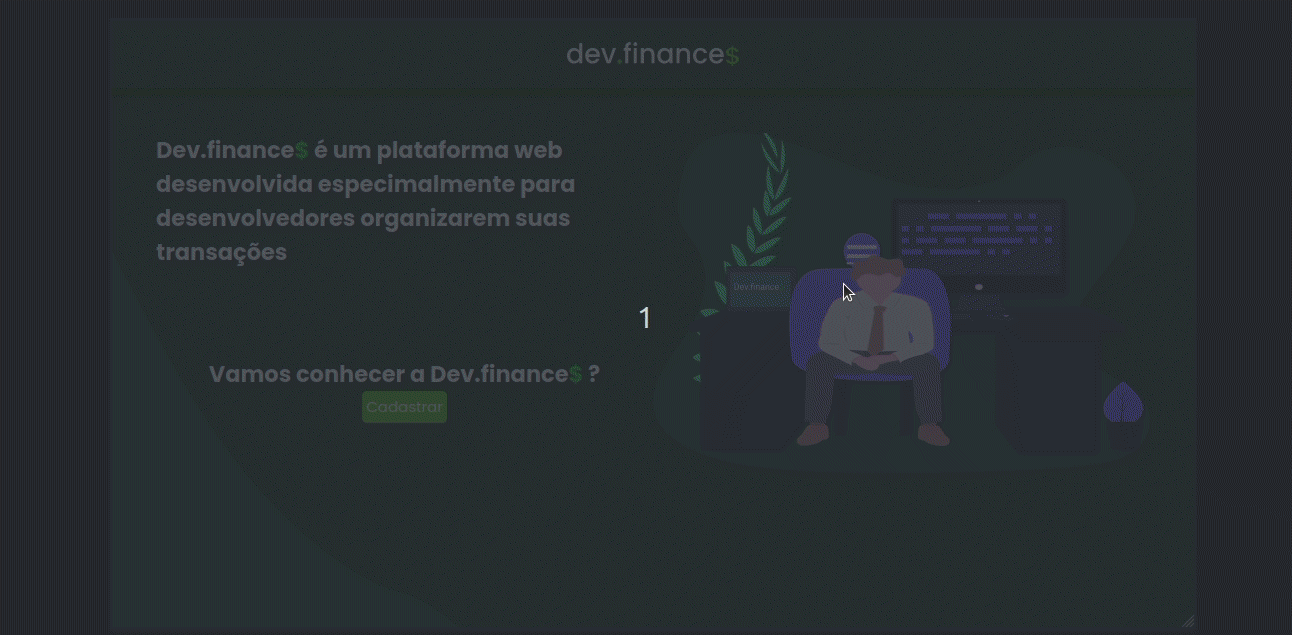 dev.finance$
Dev.finance$ é um plataforma web
desenvolvida especimalmente para
desenvolvedores organizarem suas
transações
Dev.finance
1
Vamos conhecer a Dev.finance$ ?
Cadastrar